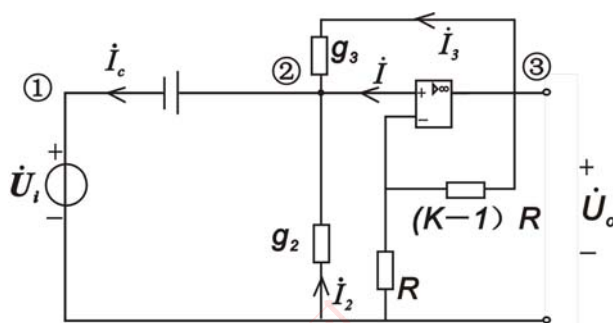 İ₃
g₃
İc
①
②
İ
+
▷∞
③
−
+
U̇ᵢ
−
(K−1) R
+
U̇ₒ
−
g₂
İ₂
R